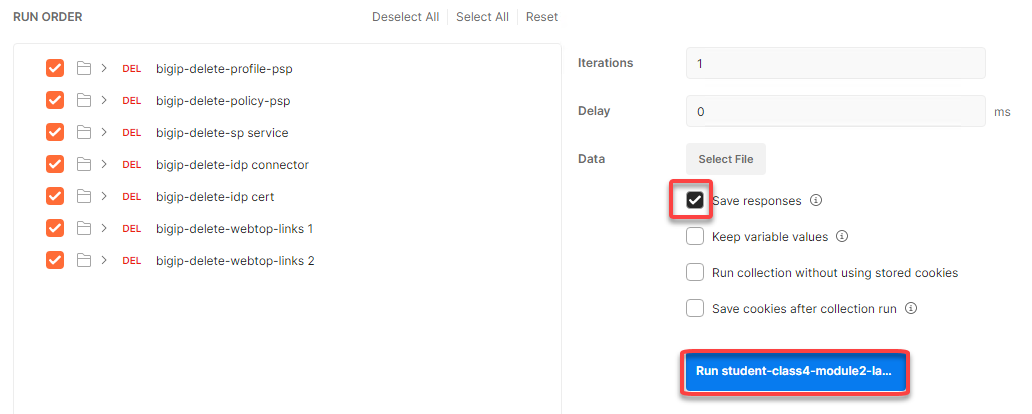 RUN ORDER Deselect All Select All Reset
DEL bigip-delete-profile-psp
DEL bigip-delete-policy-psp
DEL bigip-delete-sp service
DEL bigip-delete-idp connector
DEL bigip-delete-idp cert
DEL bigip-delete-webtop-links 1
DEL bigip-delete-webtop-links 2
Iterations 1
Delay 0 ms
Data Select File
Save responses
Keep variable values
Run collection without using stored cookies
Save cookies after collection run
Run student-class4-module2-la...